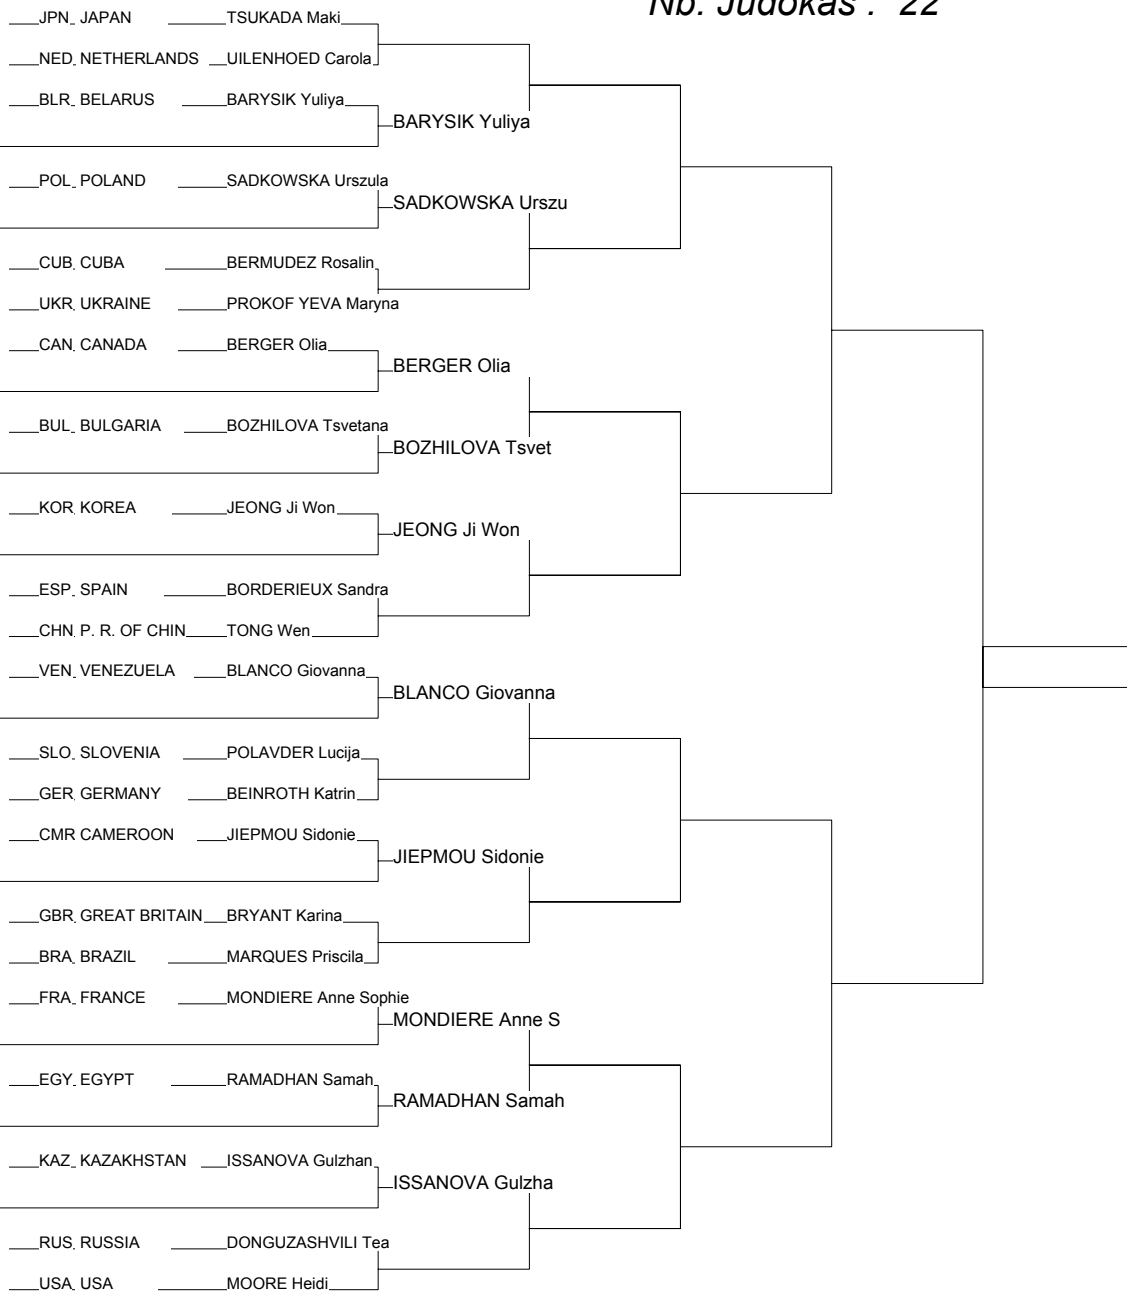 Nb. Judokas : 22
JPN JAPAN TSUKADA Maki
NED NETHERLANDS UILENHOED Carola
BLR BELARUS BARYSIK Yuliya
BARYSIK Yuliya
POL POLAND SADKOWSKA Urszula
SADKOWSKA Urszu
CUB CUBA BERMUDEZ Rosalin
UKR UKRAINE PROKOF YEVA Maryna
CAN CANADA BERGER Olia
BERGER Olia
BUL BULGARIA BOZHILOVA Tsvetana
BOZHILOVA Tsvet
KOR KOREA JEONG Ji Won
JEONG Ji Won
ESP SPAIN BORDERIEUX Sandra
CHN P. R. OF CHIN TONG Wen
VEN VENEZUELA BLANCO Giovanna
BLANCO Giovanna
SLO SLOVENIA POLAVDER Lucija
GER GERMANY BEINROTH Katrin
CMR CAMEROON JIEPMOU Sidonie
JIEPMOU Sidonie
GBR GREAT BRITAIN BRYANT Karina
BRA BRAZIL MARQUES Priscila
FRA FRANCE MONDIERE Anne Sophie
MONDIERE Anne S
EGY EGYPT RAMADHAN Samah
RAMADHAN Samah
KAZ KAZAKHSTAN ISSANOVA Gulzhan
ISSANOVA Gulzha
RUS RUSSIA DONGUZASHVILI Tea
USA USA MOORE Heidi